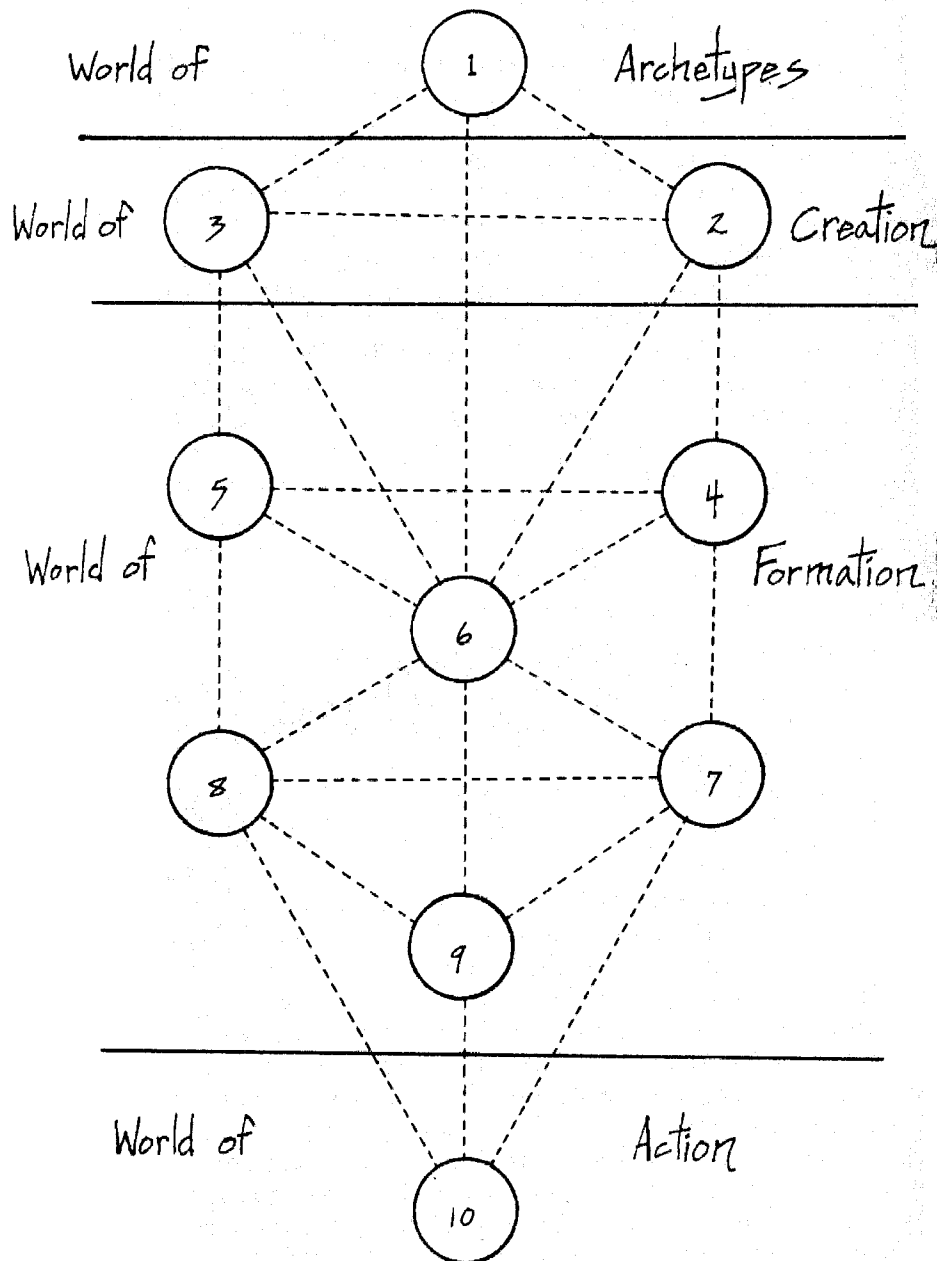 World of 1 Archetypes
World of 3 2 Creation
5 4
World of Formation
6
8 7
9
World of Action
10